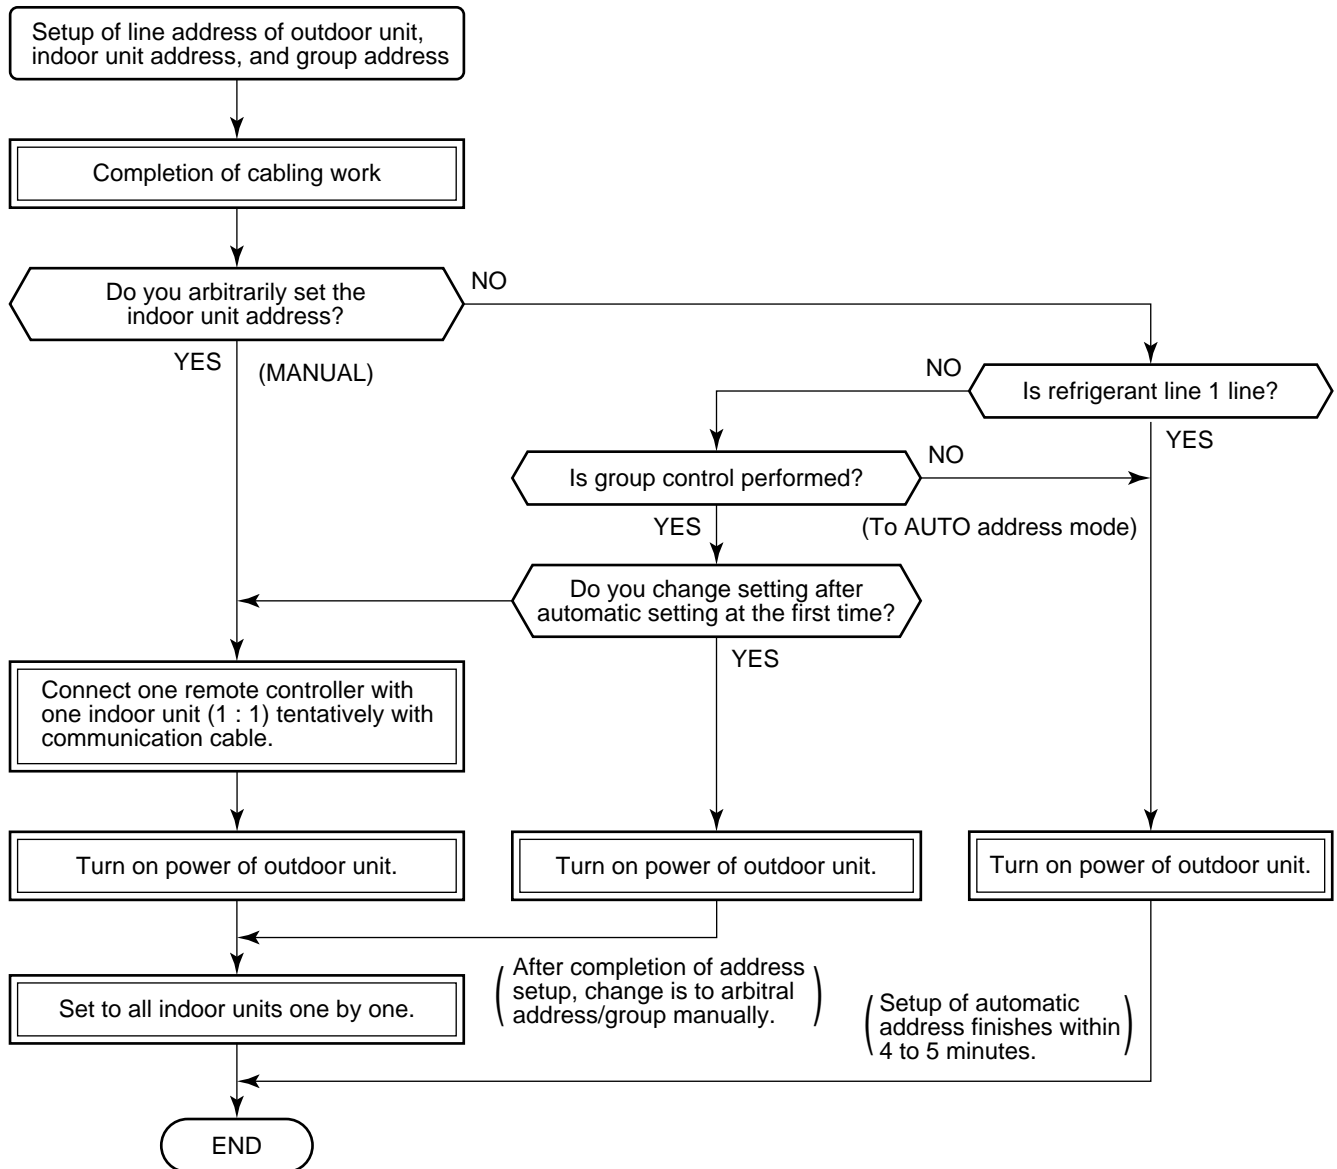 Setup of line address of outdoor unit,
indoor unit address, and group address
Completion of cabling work
Do you arbitrarily set the
indoor unit address?
NO
YES
(MANUAL)
NO
Is refrigerant line 1 line?
YES
Is group control performed?
NO
YES
(To AUTO address mode)
Do you change setting after
automatic setting at the first time?
YES
Connect one remote controller with
one indoor unit (1 : 1) tentatively with
communication cable.
Turn on power of outdoor unit.
Turn on power of outdoor unit.
Turn on power of outdoor unit.
After completion of address
setup, change is to arbitral
address/group manually.
Set to all indoor units one by one.
Setup of automatic
address finishes within
4 to 5 minutes.
END